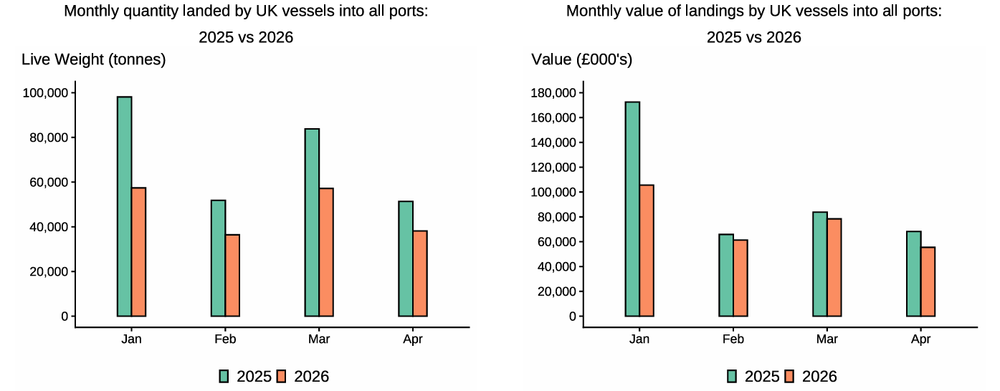 Monthly quantity landed by UK vessels into all ports:
2025 vs 2026
Live Weight (tonnes)
100,000
80,000
60,000
40,000
20,000
0
Jan Feb Mar Apr
2025 2026
Monthly value of landings by UK vessels into all ports:
2025 vs 2026
Value (£000's)
180,000
160,000
140,000
120,000
100,000
80,000
60,000
40,000
20,000
0
Jan Feb Mar Apr
2025 2026